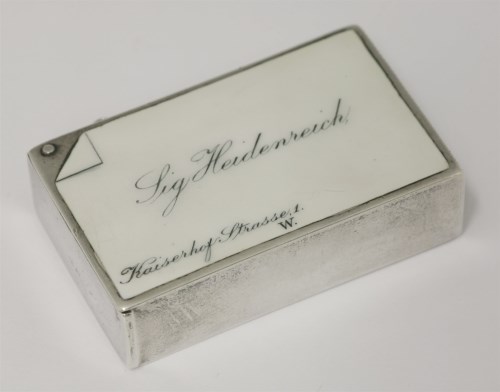 Sig Heidenreich
Kaiserhof-Strasse, 1.
W.